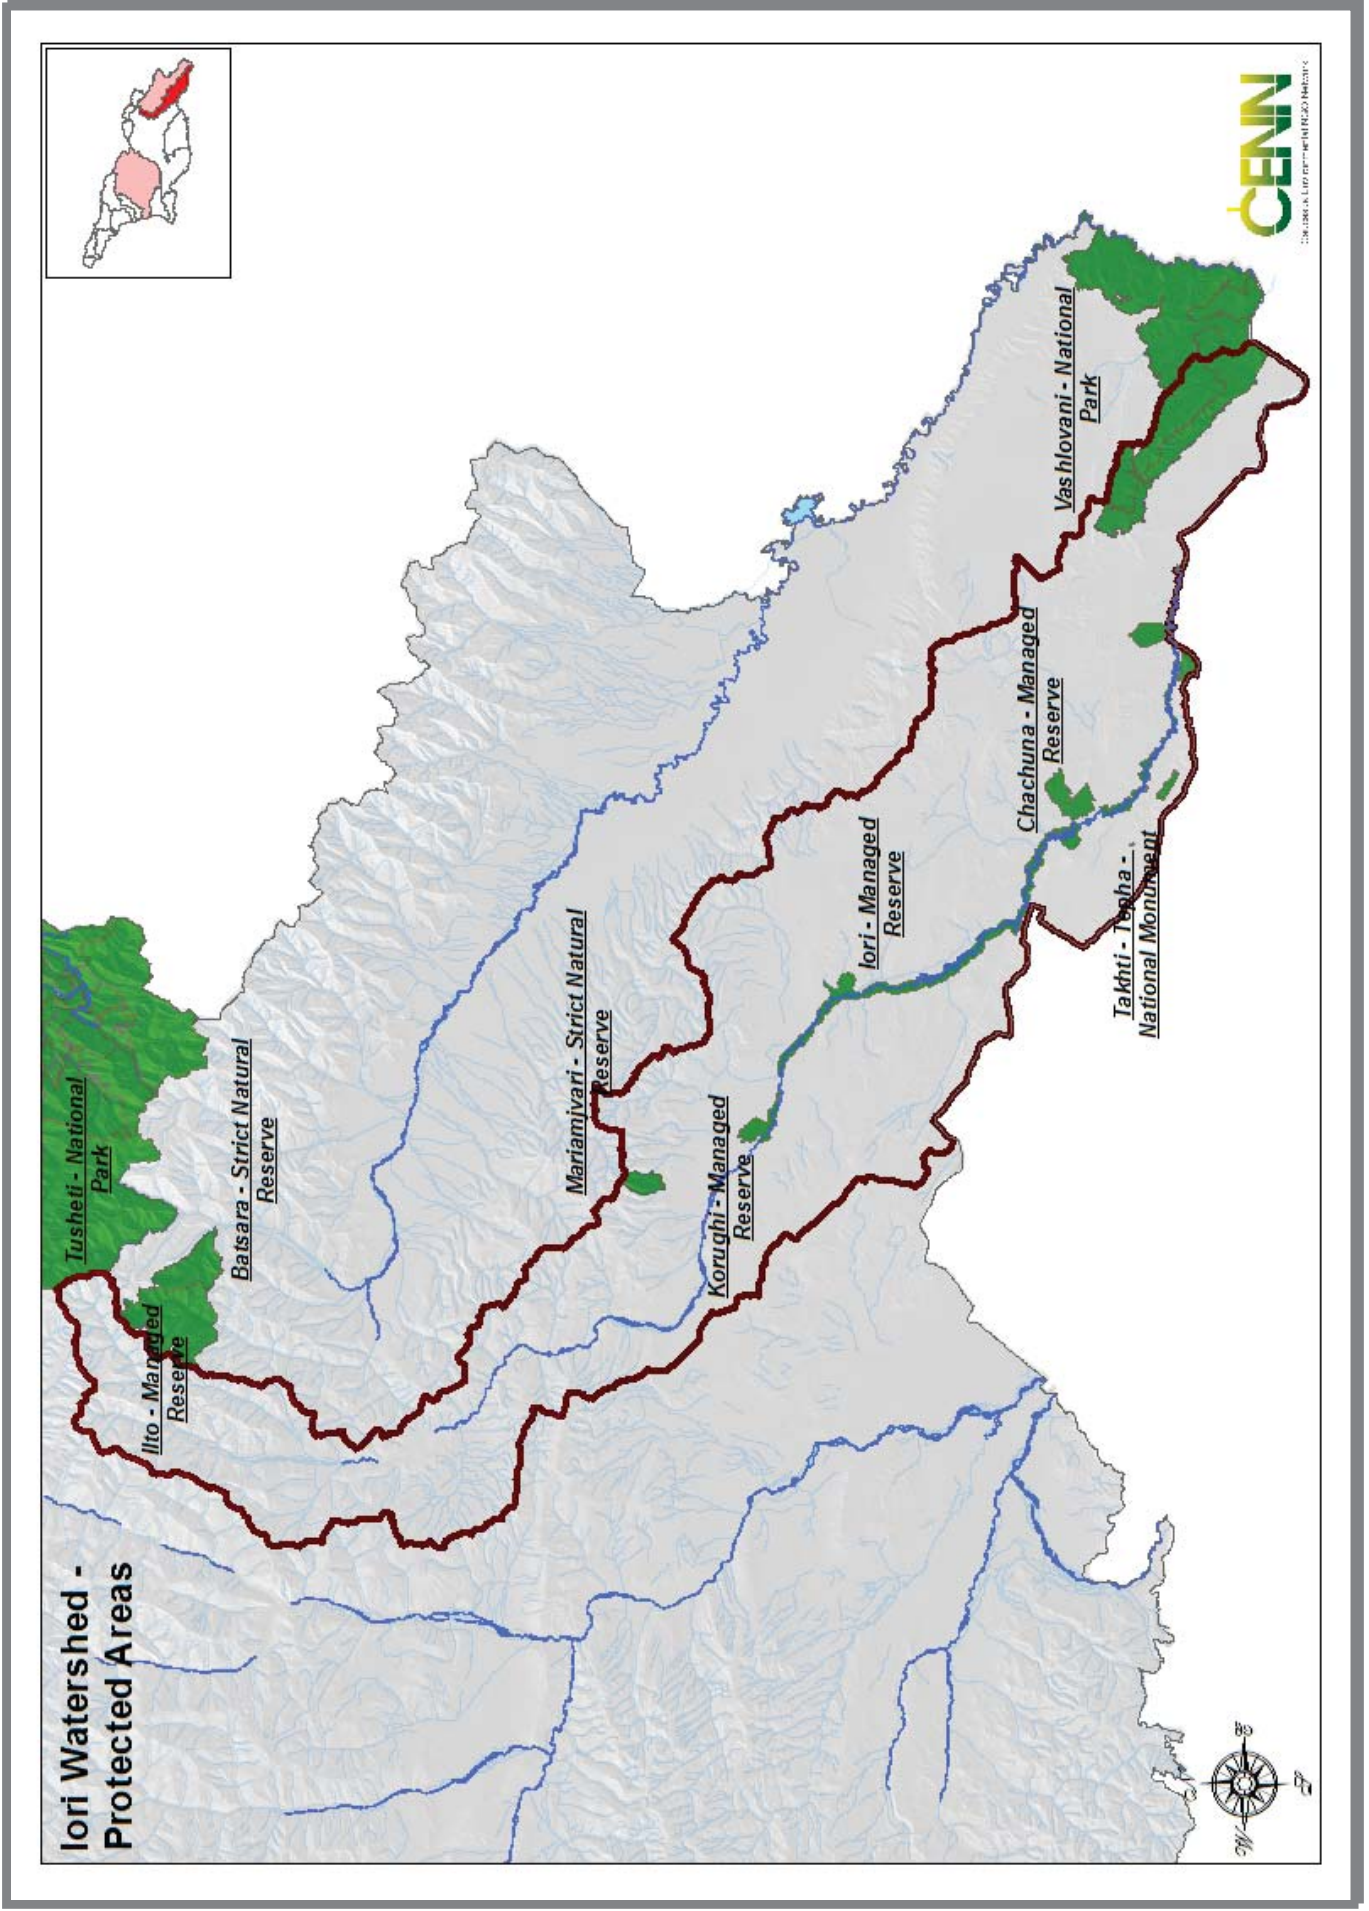 Iori Watershed -
Protected Areas
Tusheti - National
Park
Ilto - Managed
Reserve
Batsara - Strict Natural
Reserve
Mariamjvari - Strict Natural
Reserve
Korughi - Managed
Reserve
Iori - Managed
Reserve
Chachuna - Managed
Reserve
Takhti - Tepha -
National Monument
Vashlovani - National
Park
CENN